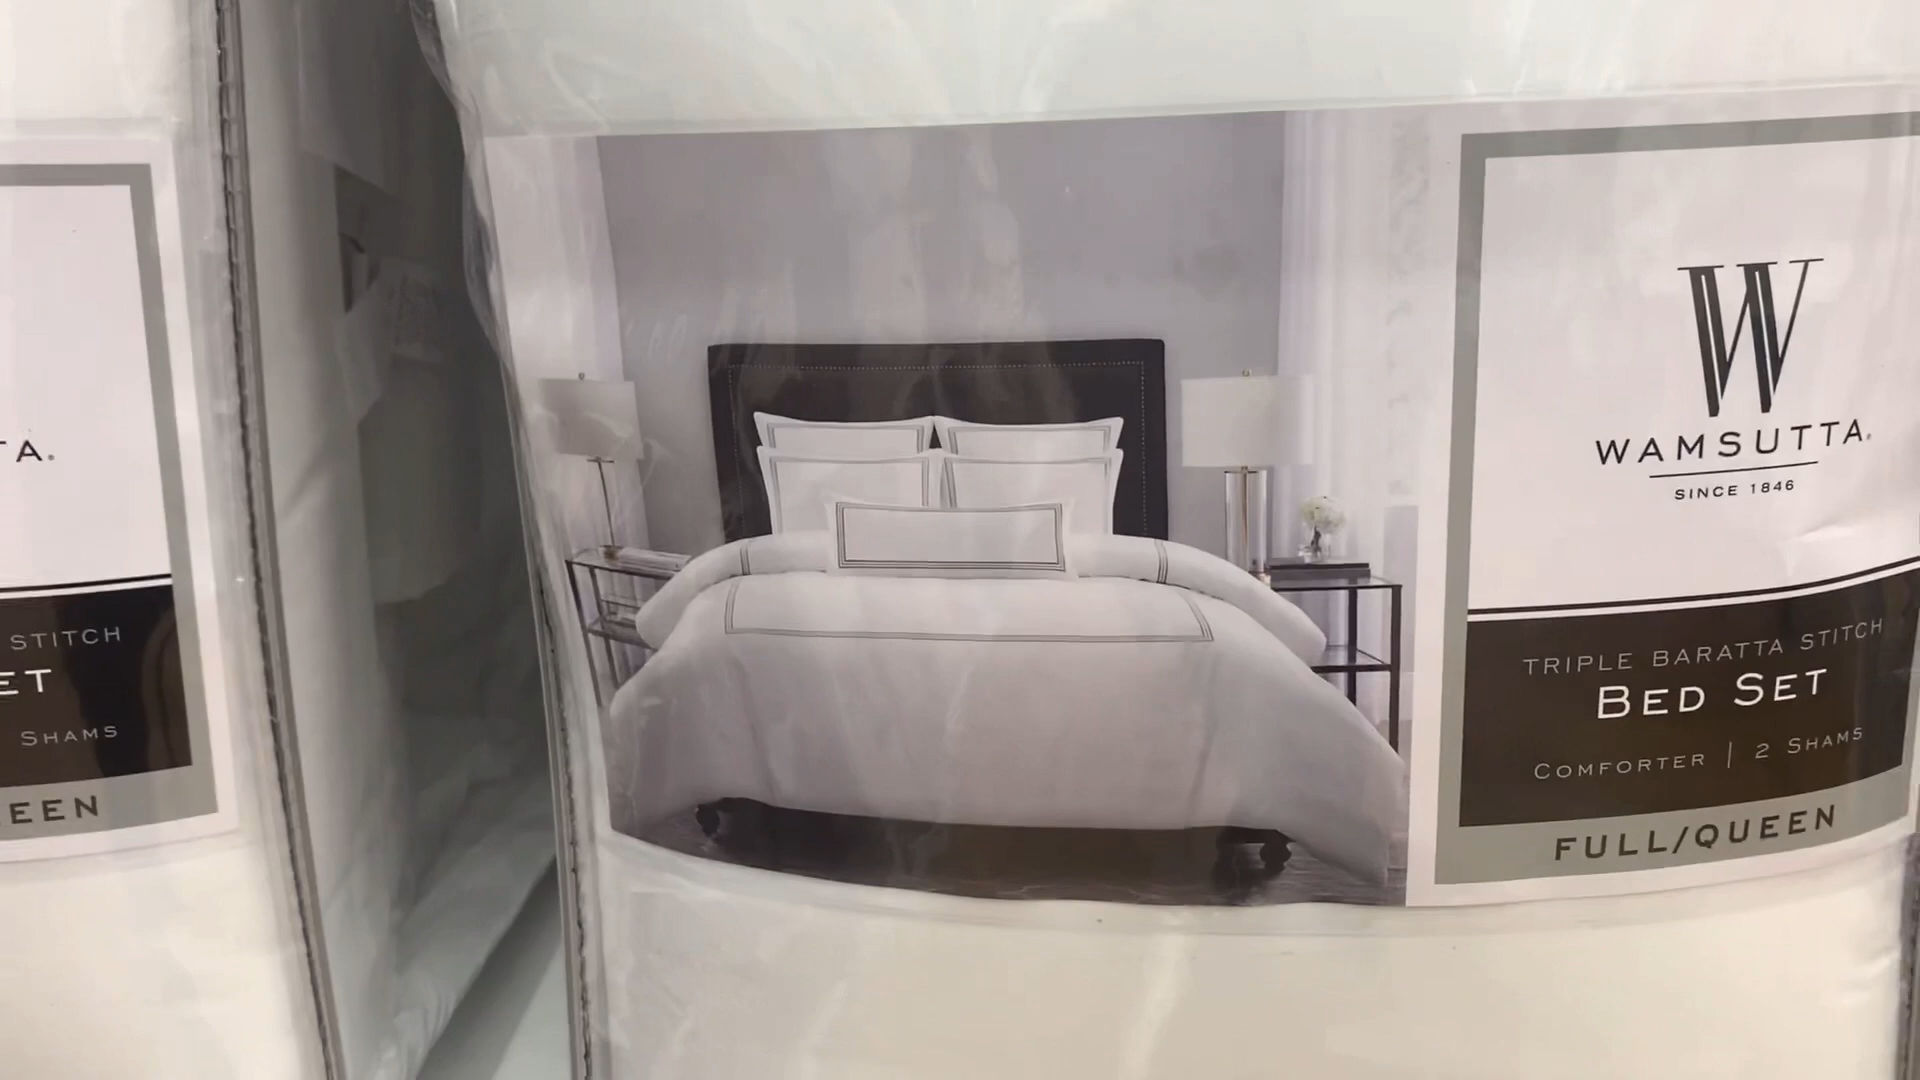 TA.
STITCH
ET
SHAMS
EEN
W
WAMSUTTA
SINCE 1846
TRIPLE BARATTA STITCH
BED SET
COMFORTER | 2 SHAMS
FULL/QUEEN